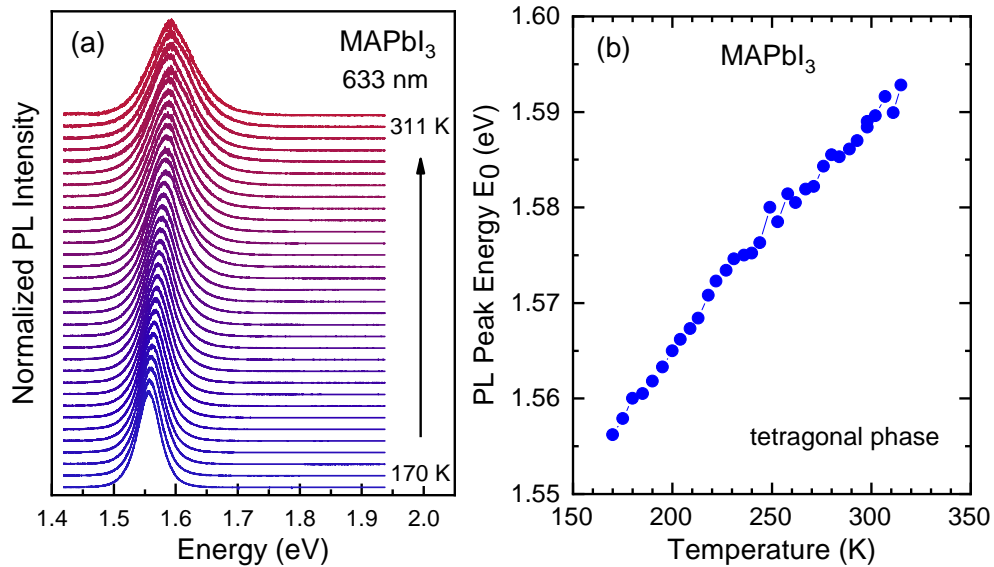 (a)
MAPbI₃
633 nm
311 K
170 K
Normalized PL Intensity
1.4 1.5 1.6 1.7 1.8 1.9 2.0
Energy (eV)
(b)
MAPbI₃
tetragonal phase
PL Peak Energy E0 (eV)
1.60
1.59
1.58
1.57
1.56
1.55
150 200 250 300 350
Temperature (K)